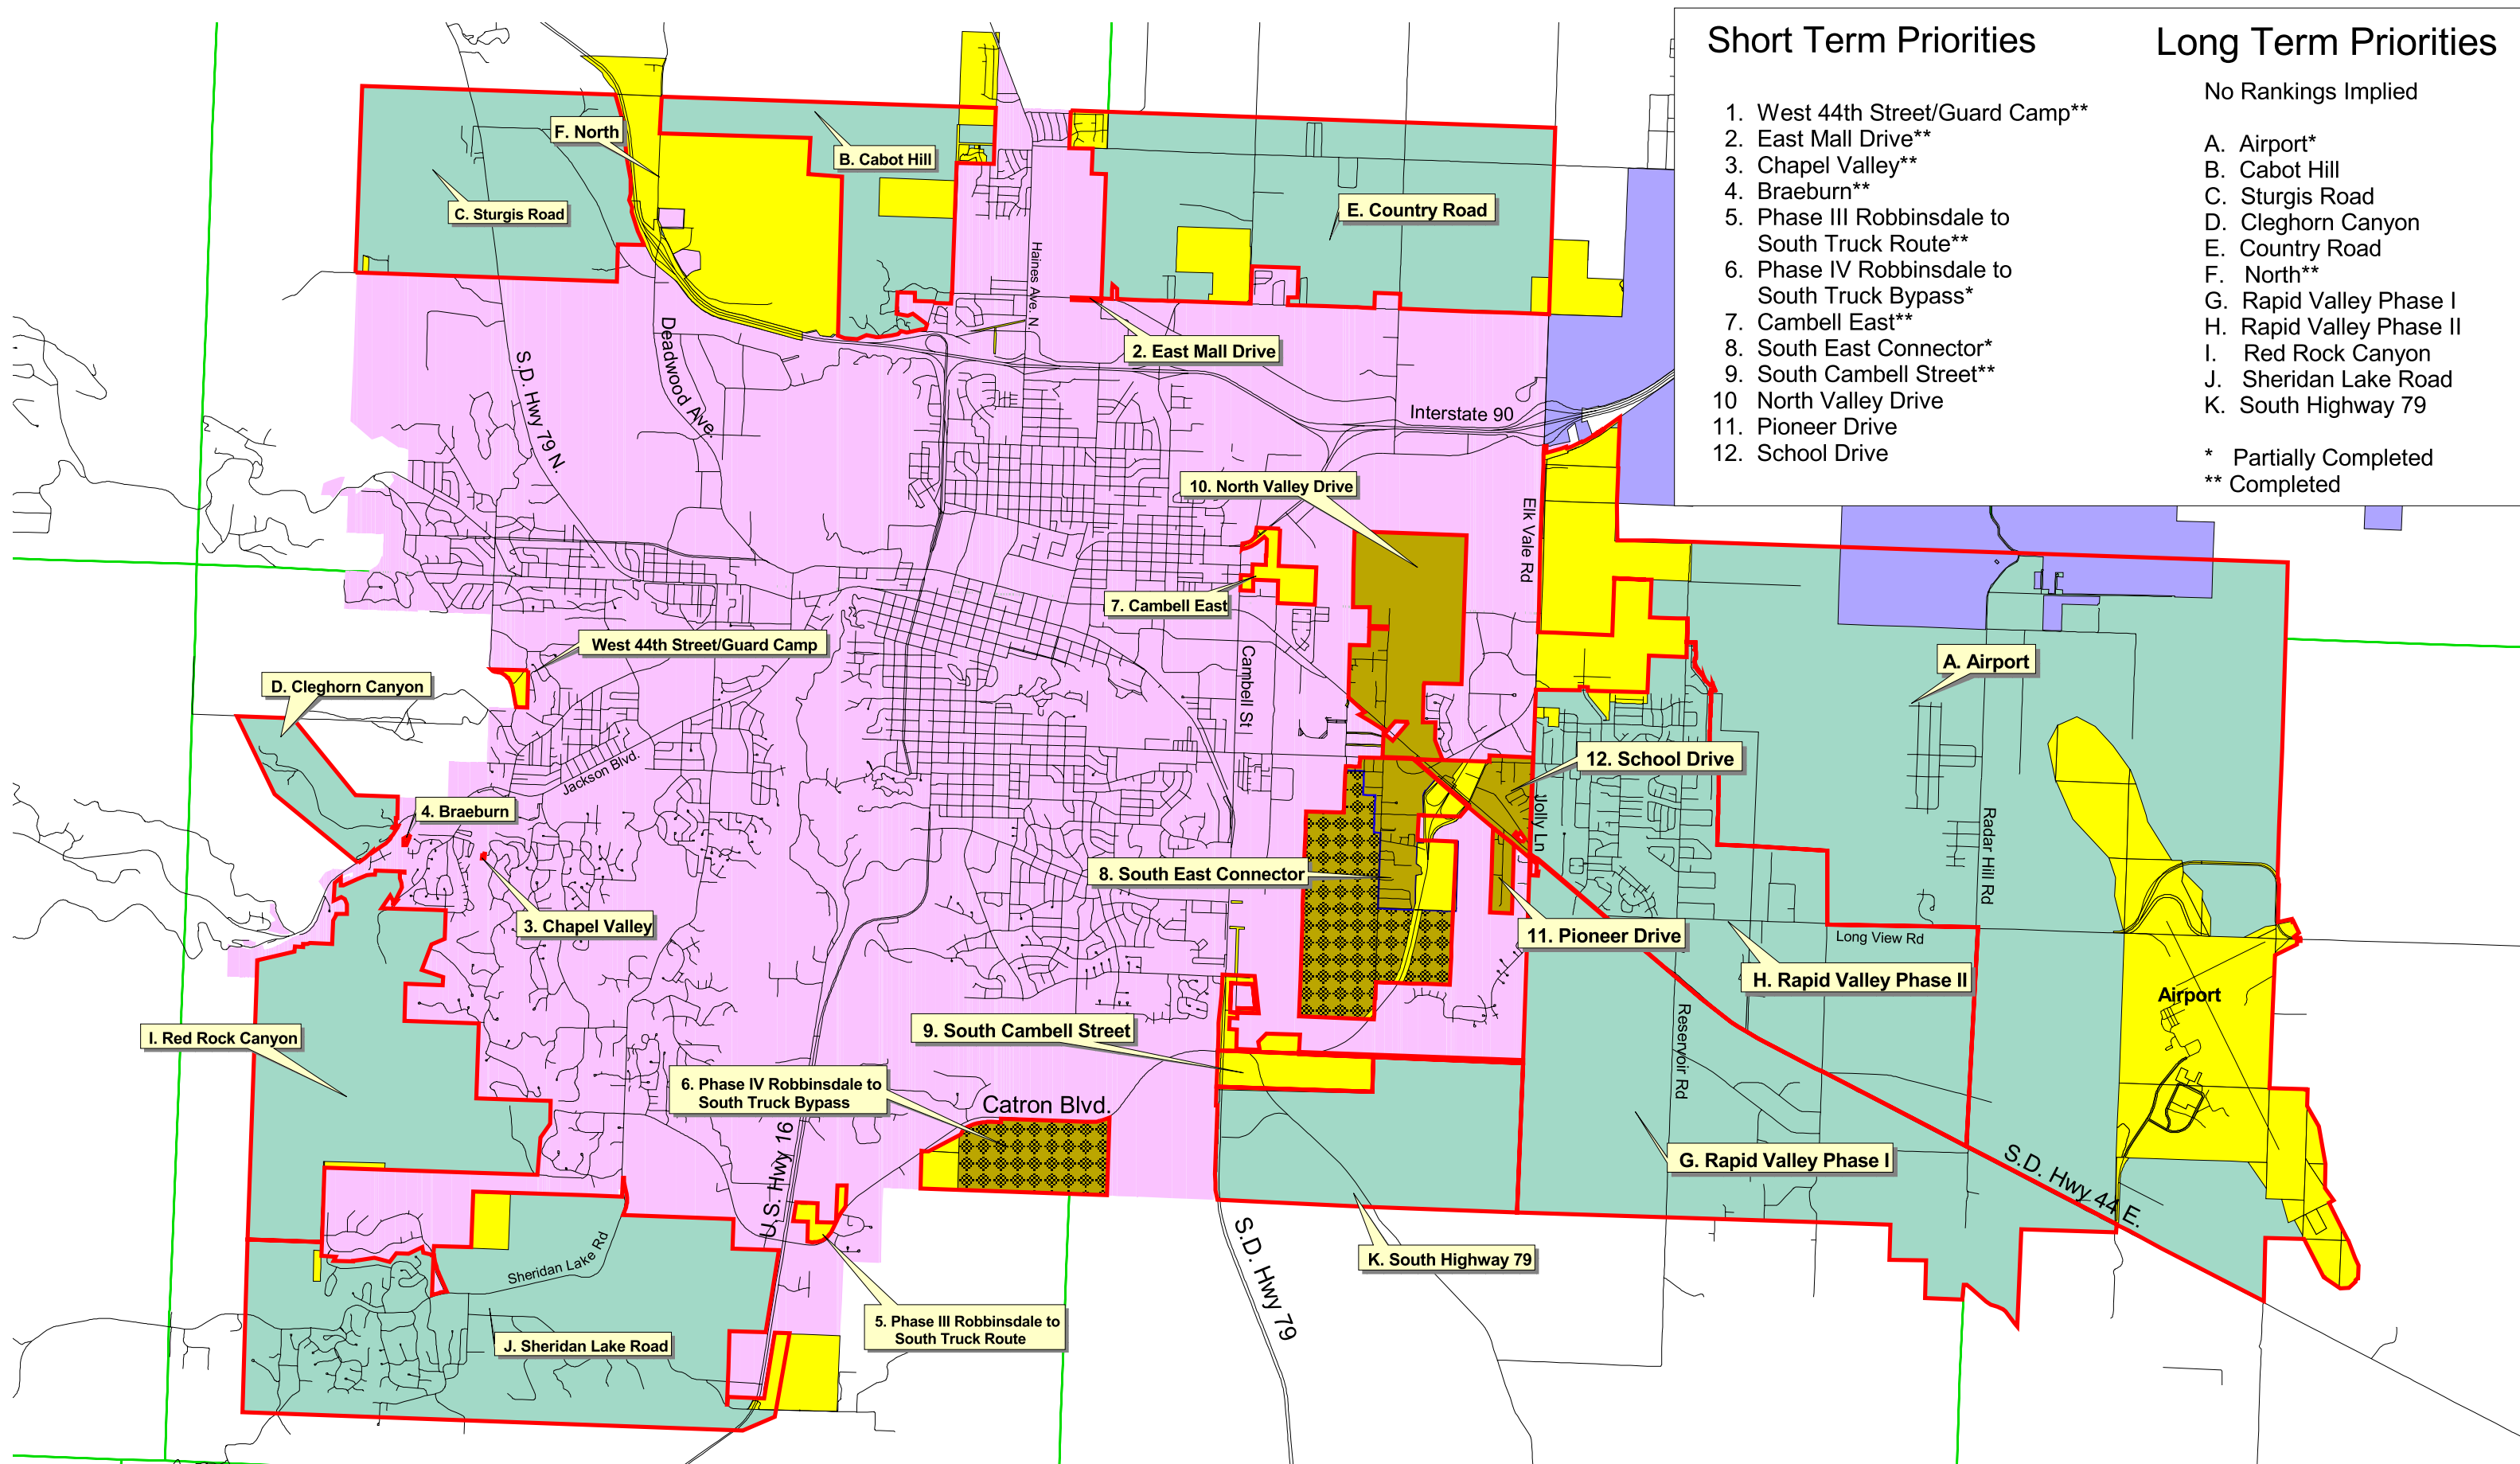 Short Term Priorities
1. West 44th Street/Guard Camp**
2. East Mall Drive**
3. Chapel Valley**
4. Braeburn**
5. Phase III Robbinsdale to
South Truck Route**
6. Phase IV Robbinsdale to
South Truck Bypass*
7. Cambell East**
8. South East Connector*
9. South Cambell Street**
10 North Valley Drive
11. Pioneer Drive
12. School Drive
Long Term Priorities
No Rankings Implied
A. Airport*
B. Cabot Hill
C. Sturgis Road
D. Cleghorn Canyon
E. Country Road
F. North**
G. Rapid Valley Phase I
H. Rapid Valley Phase II
I. Red Rock Canyon
J. Sheridan Lake Road
K. South Highway 79
* Partially Completed
** Completed
F. North
B. Cabot Hill
C. Sturgis Road
E. Country Road
Haines Ave. N.
2. East Mall Drive
S.D. Hwy 79 N.
Deadwood Ave.
Interstate 90
10. North Valley Drive
Elk Vale Rd
7. Cambell East
West 44th Street/Guard Camp
Cambell St
A. Airport
D. Cleghorn Canyon
Jackson Blvd.
12. School Drive
4. Braeburn
Jolly Ln
Radar Hill Rd
8. South East Connector
3. Chapel Valley
11. Pioneer Drive
Long View Rd
H. Rapid Valley Phase II
Airport
9. South Cambell Street
I. Red Rock Canyon
Reservoir Rd
6. Phase IV Robbinsdale to
South Truck Bypass
Catron Blvd.
U.S. Hwy 16
G. Rapid Valley Phase I
S.D. Hwy 44 E.
Sheridan Lake Rd
S.D. Hwy 79
K. South Highway 79
5. Phase III Robbinsdale to
South Truck Route
J. Sheridan Lake Road